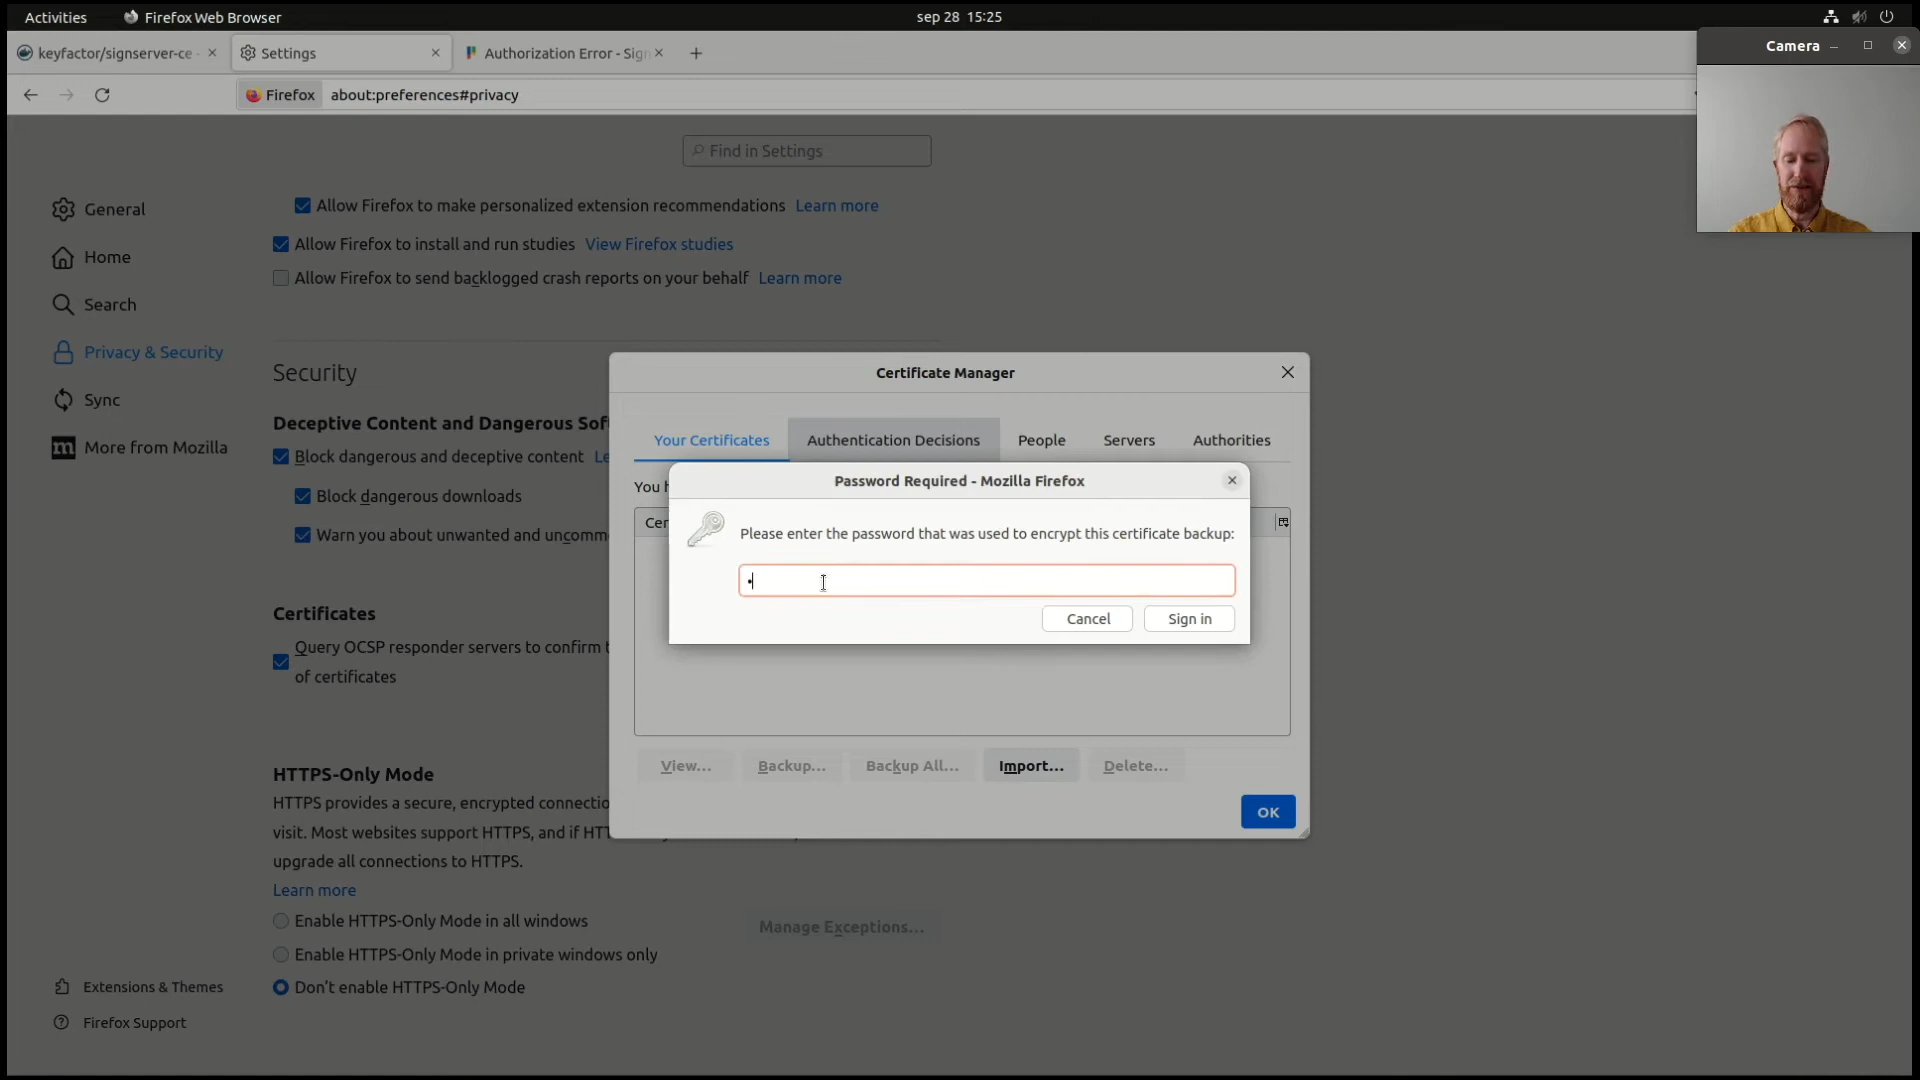 Activities
Firefox Web Browser
sep 28 15:25
keyfactor/signserver-ce
Settings
Authorization Error - Sign
Camera
Firefox
about:preferences#privacy
Find in Settings
General
Home
Search
Privacy & Security
Sync
More from Mozilla
Allow Firefox to make personalized extension recommendations Learn more
Allow Firefox to install and run studies View Firefox studies
Allow Firefox to send backlogged crash reports on your behalf Learn more
Security
Deceptive Content and Dangerous Sof
Block dangerous and deceptive content Le
Block dangerous downloads
Warn you about unwanted and uncomm
Certificates
Query OCSP responder servers to confirm t
of certificates
HTTPS-Only Mode
HTTPS provides a secure, encrypted connectio
visit. Most websites support HTTPS, and if HT
upgrade all connections to HTTPS.
Learn more
Enable HTTPS-Only Mode in all windows
Enable HTTPS-Only Mode in private windows only
Don't enable HTTPS-Only Mode
Manage Exceptions...
Extensions & Themes
Firefox Support
Certificate Manager
Your Certificates
Authentication Decisions
People
Servers
Authorities
You h
Cer
Password Required - Mozilla Firefox
Please enter the password that was used to encrypt this certificate backup:
Cancel
Sign in
View...
Backup...
Backup All...
Import...
Delete...
OK